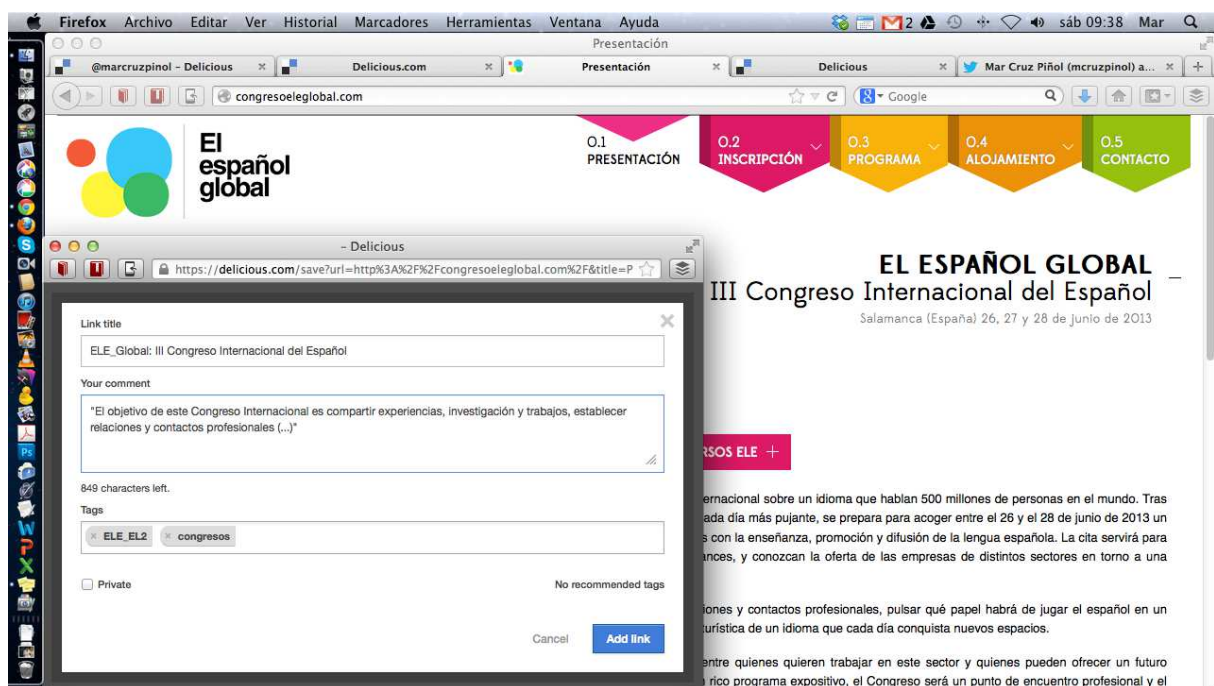 Firefox Archivo Editar Ver Historial Marcadores Herramientas Ventana Ayuda 2 sáb 09:38 Mar
Presentación
@marcruzpinol - Delicious × Delicious.com × Presentación × Delicious × Mar Cruz Piñol (mcruzpinol) a... × +
congresoeleglobal.com Google
El
español
global
0.1
PRESENTACIÓN
0.2
INSCRIPCIÓN
0.3
PROGRAMA
0.4
ALOJAMIENTO
0.5
CONTACTO
EL ESPAÑOL GLOBAL
III Congreso Internacional del Español
Salamanca (España) 26, 27 y 28 de junio de 2013
– Delicious
https://delicious.com/save?url=http%3A%2F%2Fcongresoeleglobal.com%2F&title=P
Link title
ELE_Global: III Congreso Internacional del Español
Your comment
"El objetivo de este Congreso Internacional es compartir experiencias, investigación y trabajos, establecer
relaciones y contactos profesionales (...)"
849 characters left.
Tags
× ELE_EL2 × congresos
Private No recommended tags
Cancel Add link
RSOS ELE +
ernacional sobre un idioma que hablan 500 millones de personas en el mundo. Tras
ada día más pujante, se prepara para acoger entre el 26 y el 28 de junio de 2013 un
s con la enseñanza, promoción y difusión de la lengua española. La cita servirá para
ances, y conozcan la oferta de las empresas de distintos sectores en torno a una
iones y contactos profesionales, pulsar qué papel habrá de jugar el español en un
turística de un idioma que cada día conquista nuevos espacios.
entre quienes quieren trabajar en este sector y quienes pueden ofrecer un futuro
rico programa expositivo, el Congreso será un punto de encuentro profesional y el